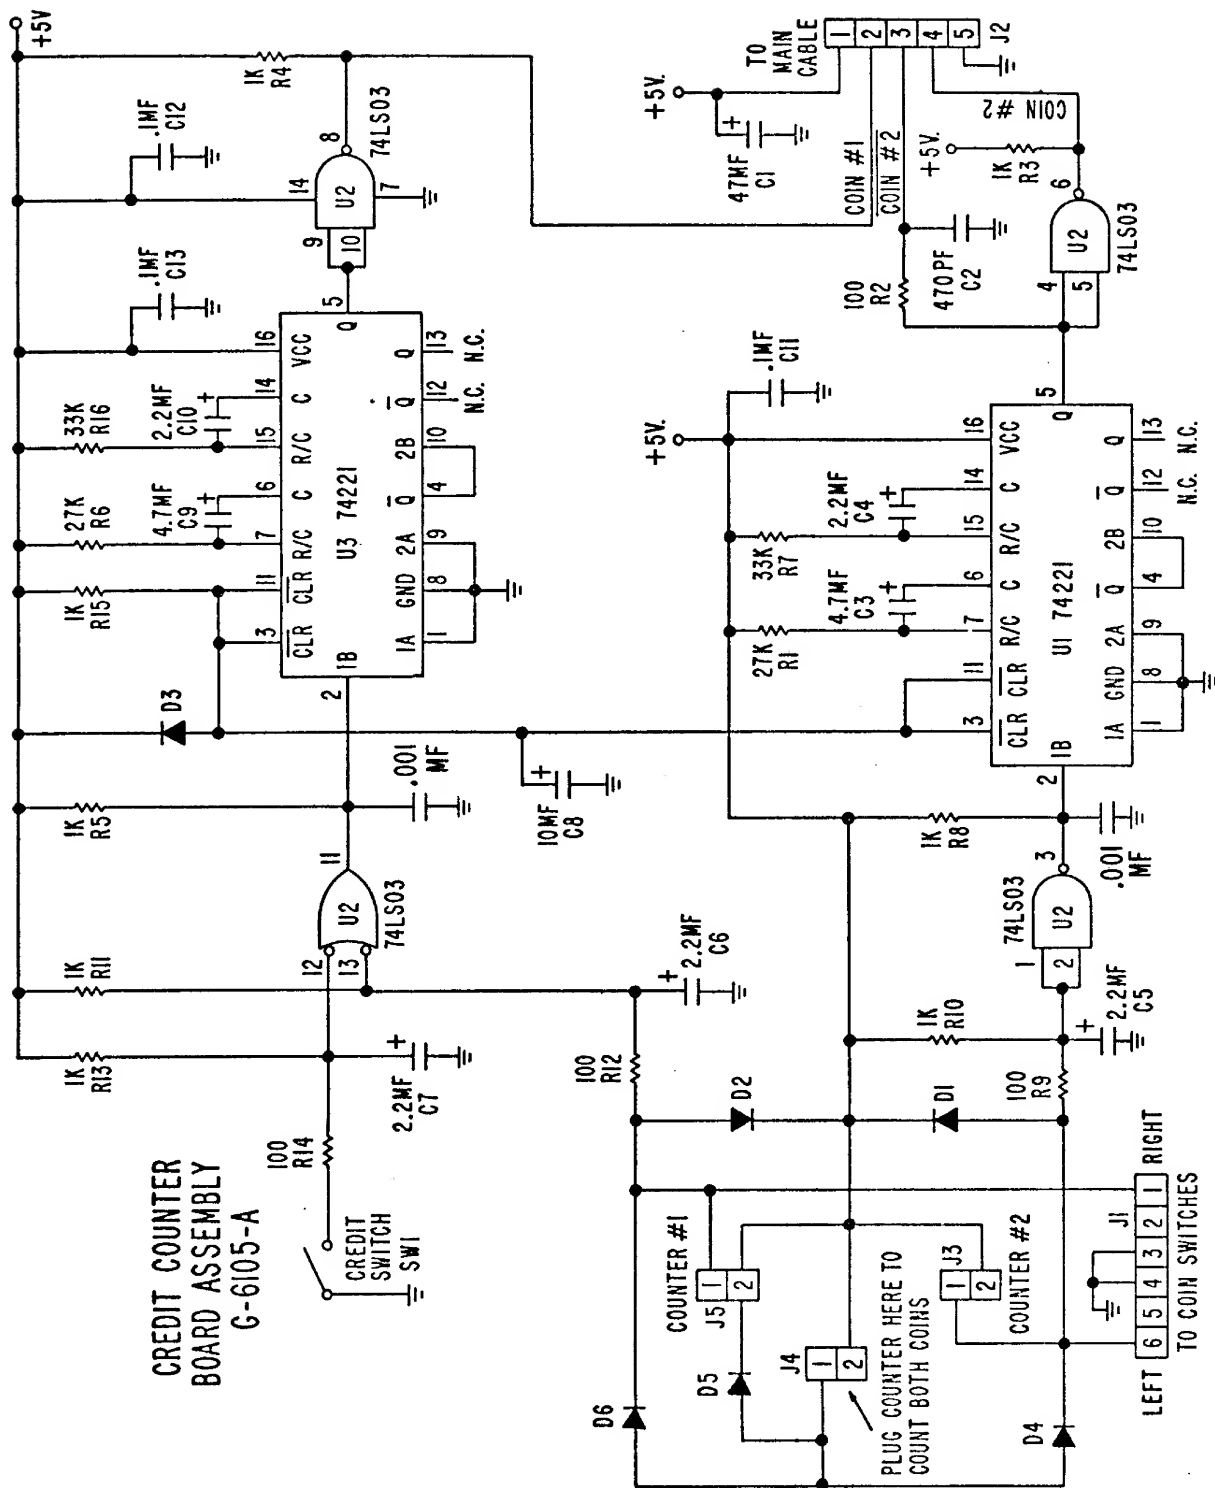 CREDIT COUNTER
BOARD ASSEMBLY
G-6105-A
+5V
1K
R13
1K
R11
1K
R5
D3
1K
R15
27K
R6
4.7MF
C9
33K
R16
2.2MF
C10
.1MF
C13
.1MF
C12
1K
R4
100
R14
CREDIT
SWITCH
SW1
+
2.2MF
C7
12
13
U2
11
74LS03
.001
MF
+
10MF
C8
2
3
11
7
6
15
14
16
1B
CLR
CLR
R/C
C
R/C
C
VCC
U3 74221
Q
5
1A
GND
2A
Q
2B
Q
Q
1
8
9
4
10
12
13
N.C.
N.C.
9
10
14
U2
7
8
74LS03
+5V.
+
47MF
C1
TO
MAIN
CABLE
1
2
3
4
5
J2
COIN #1
COIN #2
COIN #2
100
R2
470PF
C2
+5V.
1K
R3
4
5
U2
6
74LS03
+5V.
.1MF
C11
27K
R1
4.7MF
C3
33K
R7
2.2MF
C4
+
+
2
3
11
7
6
15
14
16
1B
CLR
CLR
R/C
C
R/C
C
VCC
U1 74221
Q
5
1A
GND
2A
Q
2B
Q
Q
1
8
9
4
10
12
13
N.C.
N.C.
1K
R8
.001
MF
1
2
U2
3
74LS03
+
2.2MF
C6
100
R12
1K
R10
+
2.2MF
C5
100
R9
D2
D1
D6
D5
D4
COUNTER #1
1
2
J5
J4
1
2
PLUG COUNTER HERE TO
COUNT BOTH COINS
J3
1
2
COUNTER #2
LEFT
6
5
4
3
2
1
RIGHT
J1
TO COIN SWITCHES